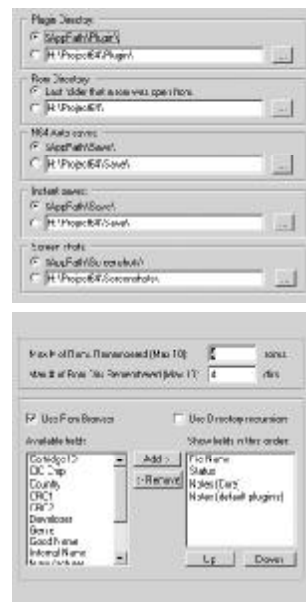 Plugin Directory
%AppPath%\Plugin\
H:\Project64\Plugin\
...
Rom Directory
Last folder that a rom was open from.
H:\Project64\
...
N64 Auto saves:
%AppPath%\Save\
H:\Project64\Save\
...
Instant saves:
%AppPath%\Save\
H:\Project64\Save\
...
Screen shots:
%AppPath%\Screenshots\
H:\Project64\Screenshots\
...
Max # of Roms Remembered (Max 10): roms
Max # of Rom Dirs Remembered (Max 10): 4 dirs
Use Rom Browser Use Directory recursion
Available fields: Show fields in this order:
Cartridge ID
CIC Chip
Country
CRC1
CRC2
Developer
Genre
Good Name
Internal Name
Manufacturer
Add ->
<- Remove
File Name
Status
Notes (Core)
Notes (default plugins)
Up Down